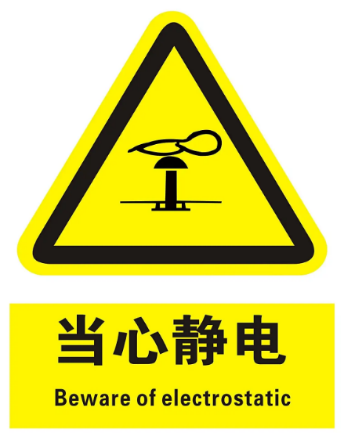 当心静电
Beware of electrostatic